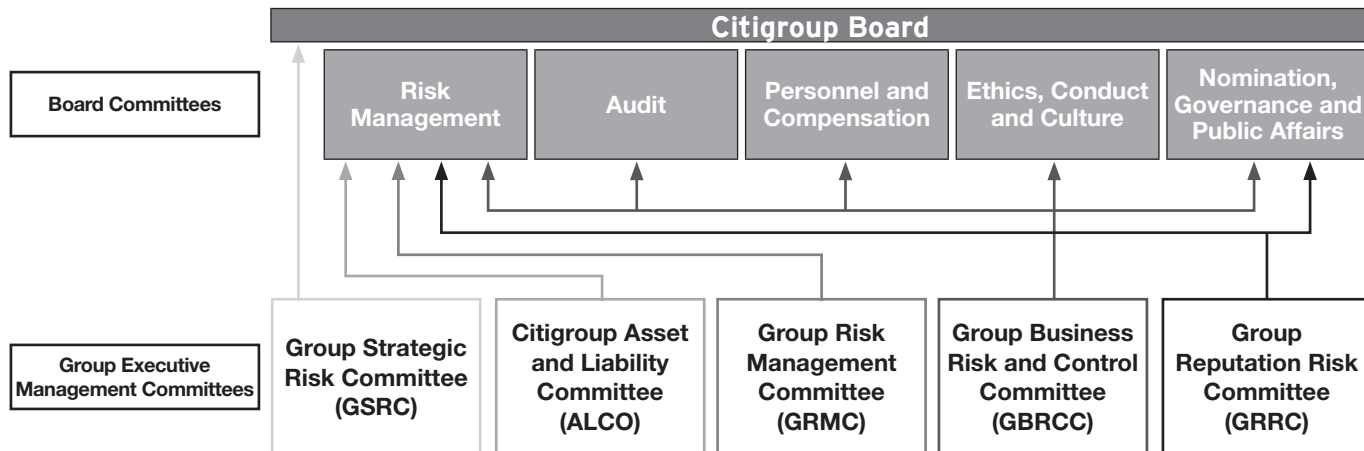 Citigroup Board
Board Committees
Risk
Management
Audit
Personnel and
Compensation
Ethics, Conduct
and Culture
Nomination,
Governance and
Public Affairs
Group Executive
Management Committees
Group Strategic
Risk Committee
(GSRC)
Citigroup Asset
and Liability
Committee
(ALCO)
Group Risk
Management
Committee
(GRMC)
Group Business
Risk and Control
Committee
(GBRCC)
Group
Reputation Risk
Committee
(GRRC)